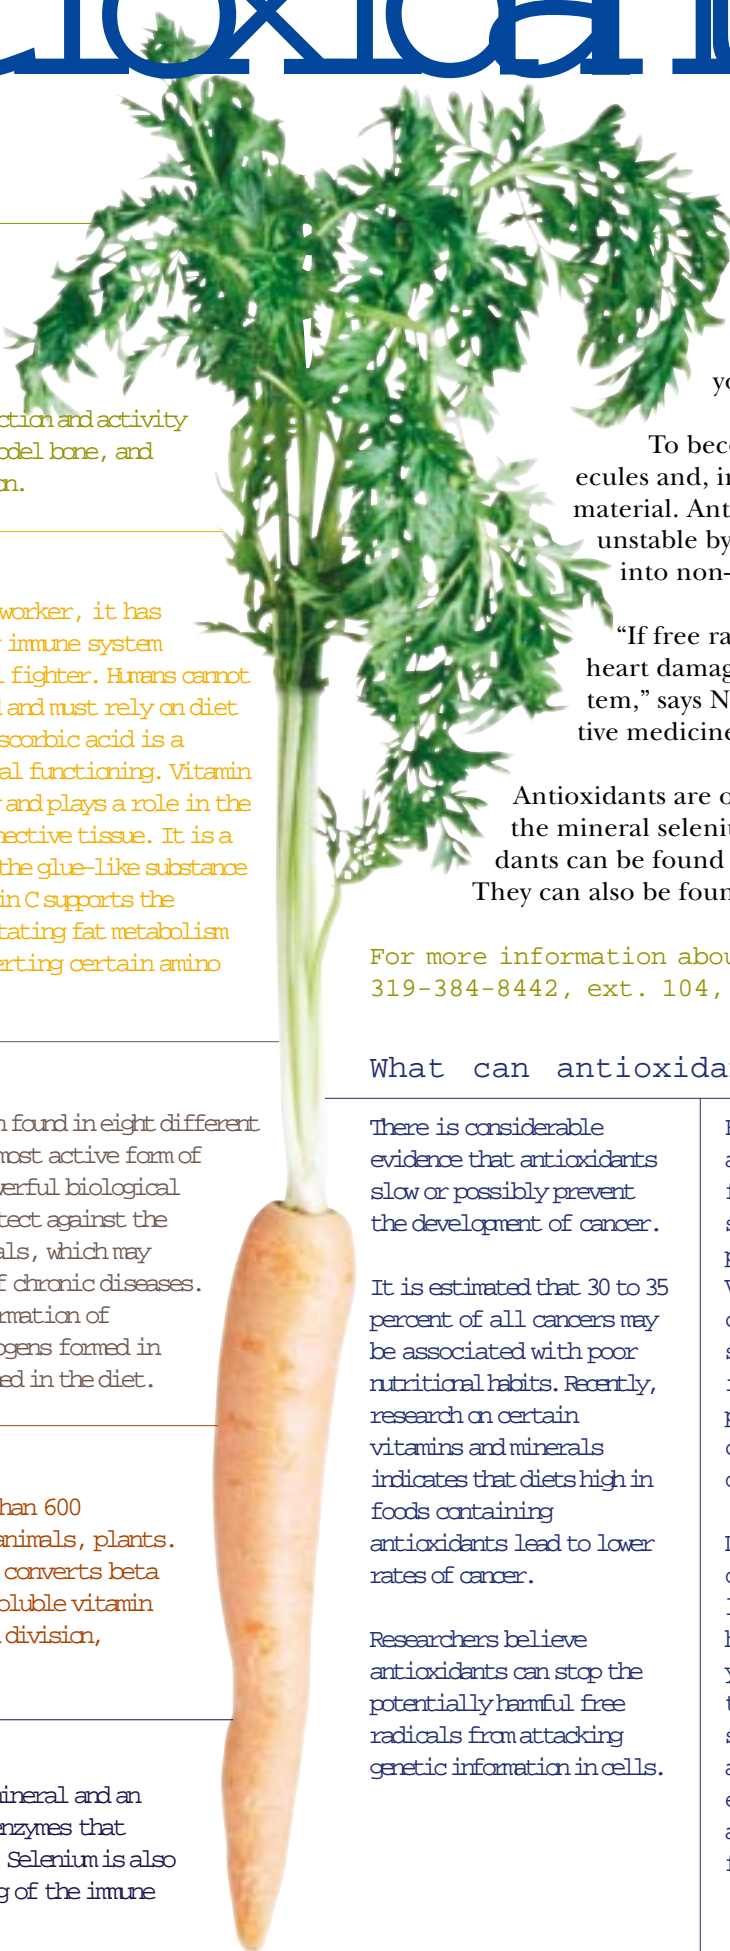 ioxidant
ction and activity
odel bone, and
on.
worker, it has
immune system
l fighter. Humans cannot
and must rely on diet
scorbic acid is a
al functioning. Vitamin
and plays a role in the
nective tissue. It is a
the glue-like substance
in C supports the
tating fat metabolism
erting certain amino
n found in eight different
most active form of
werful biological
tect against the
als, which may
f chronic diseases.
rmation of
ogens formed in
ed in the diet.
han 600
animals, plants.
converts beta
oluble vitamin
division,
mineral and an
enzymes that
Selenium is also
g of the immune
yo
To beco
ecules and, in
material. Ant
unstable by
into non-
“If free ra
heart damag
tem,” says N
tive medicine
Antioxidants are o
the mineral seleniu
dants can be found
They can also be foun
For more information abou
319-384-8442, ext. 104,
What can antioxidan
There is considerable
evidence that antioxidants
slow or possibly prevent
the development of cancer.
It is estimated that 30 to 35
percent of all cancers may
be associated with poor
nutritional habits. Recently,
research on certain
vitamins and minerals
indicates that diets high in
foods containing
antioxidants lead to lower
rates of cancer.
Researchers believe
antioxidants can stop the
potentially harmful free
radicals from attacking
genetic information in cells.